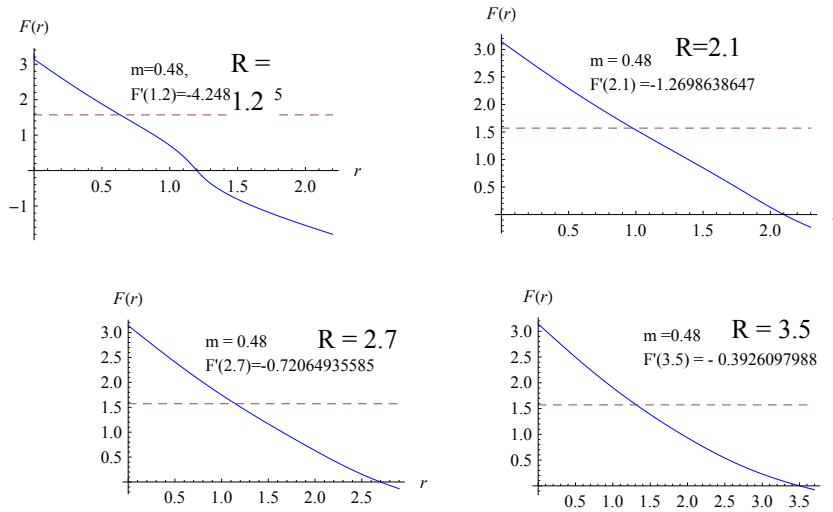 F(r)
3
2
1
−1
m=0.48,
F'(1.2)=-4.248
R =
1.2 5
0.5 1.0 1.5 2.0
r
F(r)
3.0
2.5
2.0
1.5
1.0
0.5
m = 0.48
R=2.1
F'(2.1) =-1.2698638647
0.5 1.0 1.5 2.0
F(r)
3.0
2.5
2.0
1.5
1.0
0.5
m = 0.48
R = 2.7
F'(2.7)=-0.72064935585
0.5 1.0 1.5 2.0 2.5
r
F(r)
3.0
2.5
2.0
1.5
1.0
0.5
m =0.48
R = 3.5
F'(3.5) = - 0.3926097988
0.5 1.0 1.5 2.0 2.5 3.0 3.5